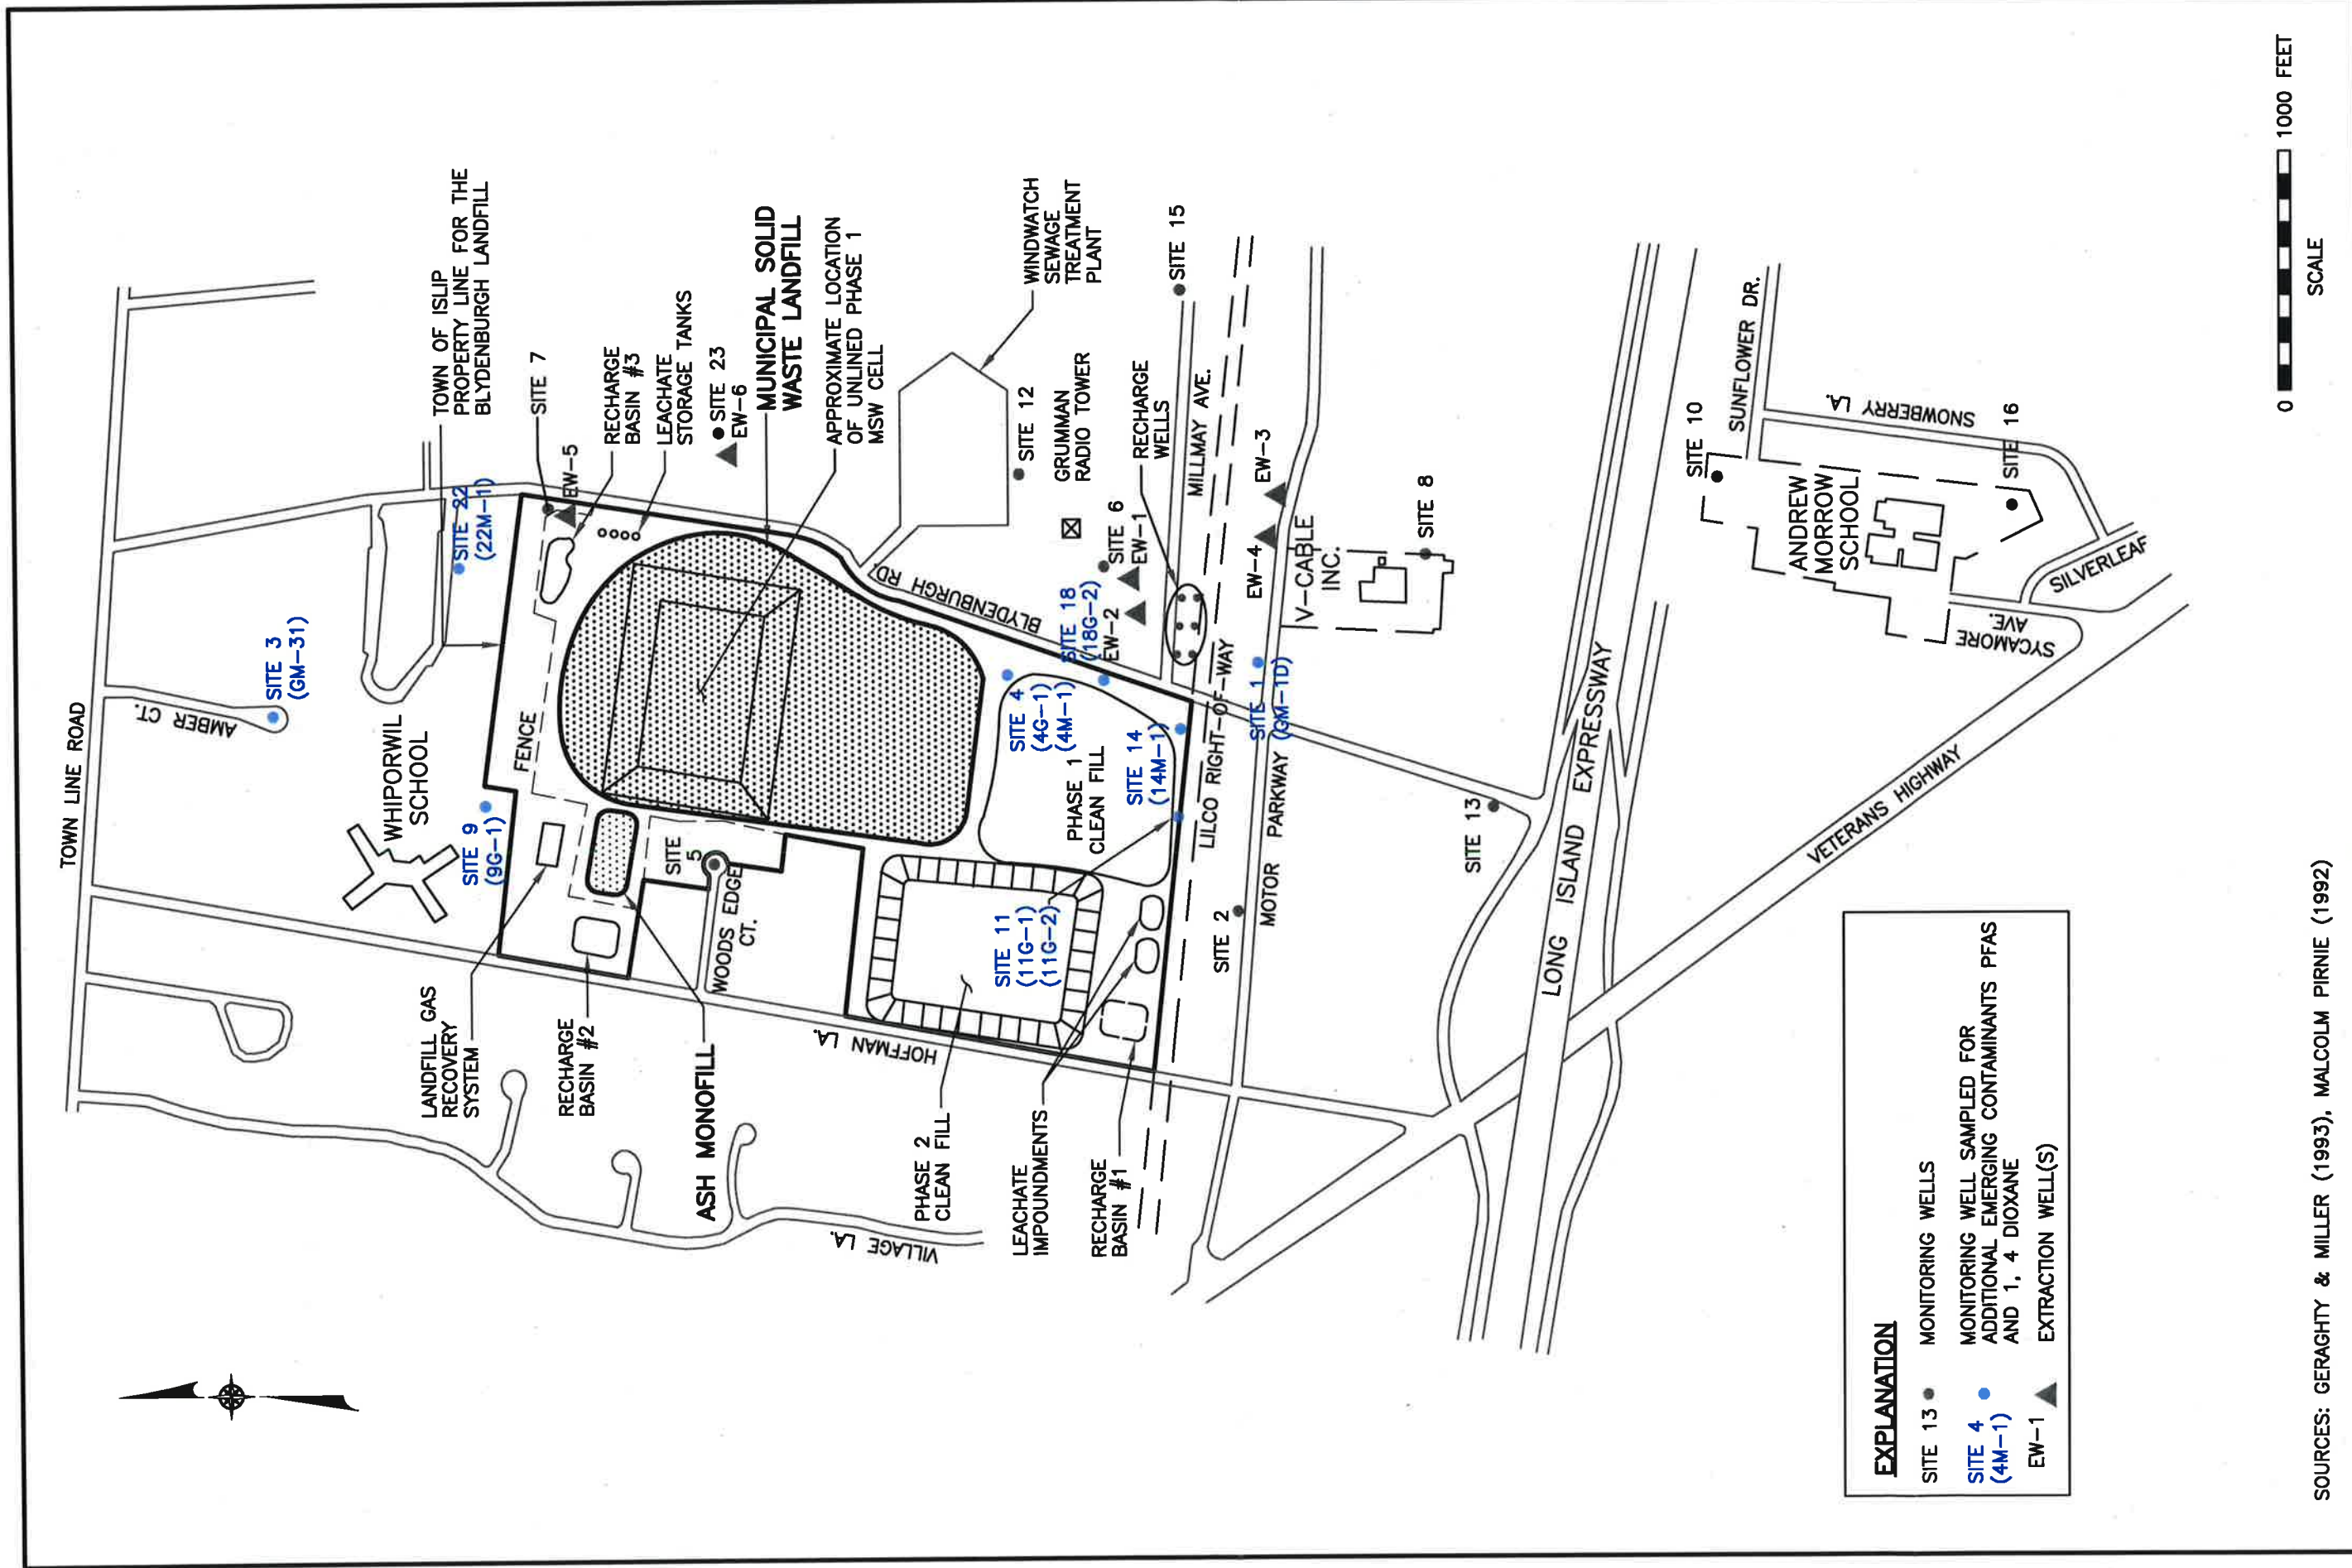 TOWN LINE ROAD
AMBER CT.
SITE 3
(GM-31)
WHIPORWIL
SCHOOL
TOWN OF ISLIP
PROPERTY LINE FOR THE
BLYDENBURGH LANDFILL
SITE 22
(22M-1)
SITE 7
EW-5
RECHARGE
BASIN #3
LEACHATE
STORAGE TANKS
SITE 23
EW-6
MUNICIPAL SOLID
WASTE LANDFILL
APPROXIMATE LOCATION
OF UNLINED PHASE 1
MSW CELL
WINDWATCH
SEWAGE
TREATMENT
PLANT
SITE 12
GRUMMAN
RADIO TOWER
SITE 9
(9G-1)
FENCE
LANDFILL GAS
RECOVERY
SYSTEM
RECHARGE
BASIN #2
ASH MONOFILL
SITE
5
WOODS EDGE
CT.
HOFFMAN LA.
VILLAGE LA.
BLYDENBURGH RD.
SITE 4
(4G-1)
(4M-1)
SITE 18
(18G-2)
EW-2
SITE 6
EW-1
RECHARGE
WELLS
MILLMAY AVE.
SITE 15
PHASE 1
CLEAN FILL
SITE 14
(14M-1)
SITE 11
(11G-1)
(11G-2)
PHASE 2
CLEAN FILL
LEACHATE
IMPOUNDMENTS
RECHARGE
BASIN #1
LILCO RIGHT-OF-WAY
SITE 2
MOTOR PARKWAY
SITE 1
(GM-1D)
EW-4
EW-3
V-CABLE
INC.
SITE 8
SITE 13
LONG ISLAND EXPRESSWAY
VETERANS HIGHWAY
SITE 10
SUNFLOWER DR.
ANDREW
MORROW
SCHOOL
SNOWBERRY LA.
SITE 16
SYCAMORE
AVE.
SILVERLEAF
EXPLANATION
SITE 13 MONITORING WELLS
SITE 4
(4M-1)
MONITORING WELL SAMPLED FOR
ADDITIONAL EMERGING CONTAMINANTS PFAS
AND 1, 4 DIOXANE
EW-1 EXTRACTION WELL(S)
0 1000 FEET
SCALE
SOURCES: GERAGHTY & MILLER (1993), MALCOLM PIRNIE (1992)